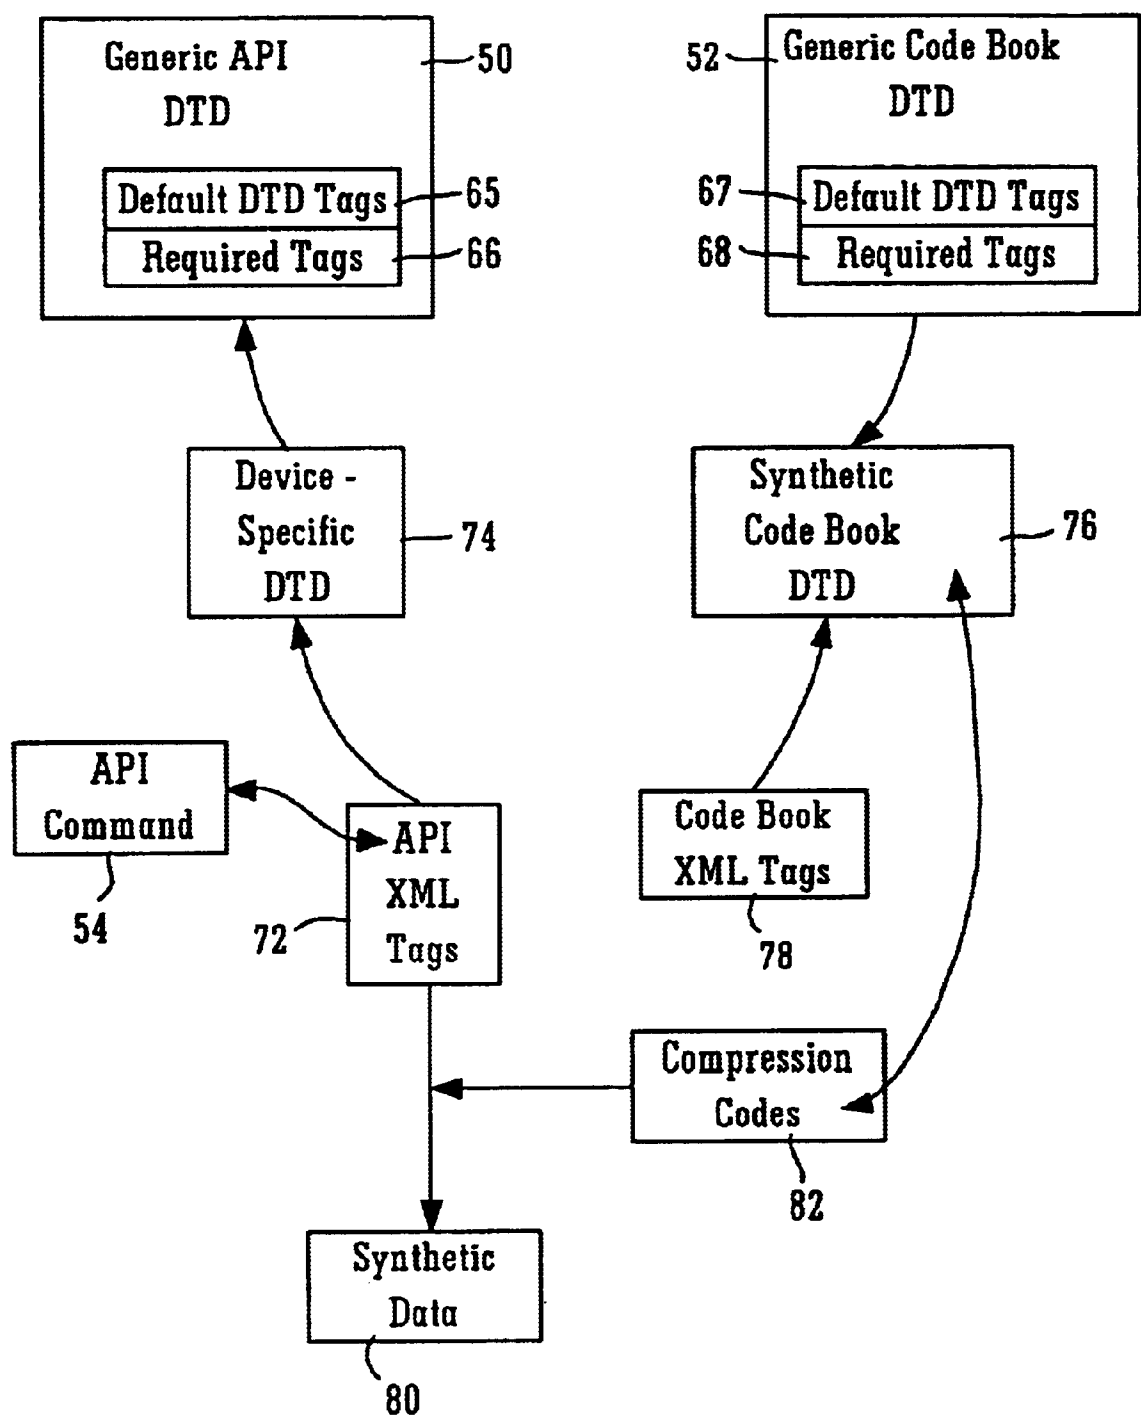 Generic API
DTD
50
Default DTD Tags
65
Required Tags
66
52
Generic Code Book
DTD
67
Default DTD Tags
68
Required Tags
Device -
Specific
DTD
74
Synthetic
Code Book
DTD
76
API
Command
54
API
XML
Tags
72
Code Book
XML Tags
78
Compression
Codes
82
Synthetic
Data
80